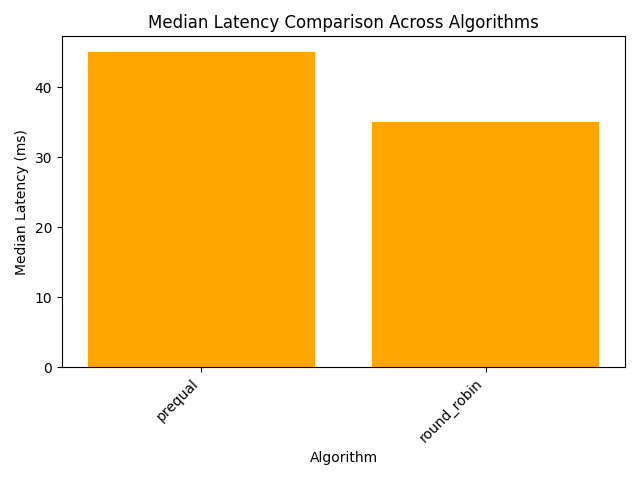 Median Latency Comparison Across Algorithms
Median Latency (ms)
40
30
20
10
0
prequal
round_robin
Algorithm